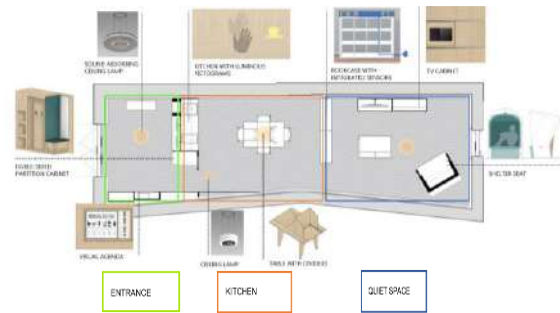 SOUND ABSORBING
CEILING LAMP
KITCHEN WITH LUMINOUS
PICTOGRAMS
BOOKCASE WITH
INTEGRATED SENSORS
TV CABINET
PARTITION CABINET
SHELTER SEAT
VISUAL AGENDA
CEILING LAMP
TABLE WITH DIVIDERS
ENTRANCE
KITCHEN
QUIET SPACE